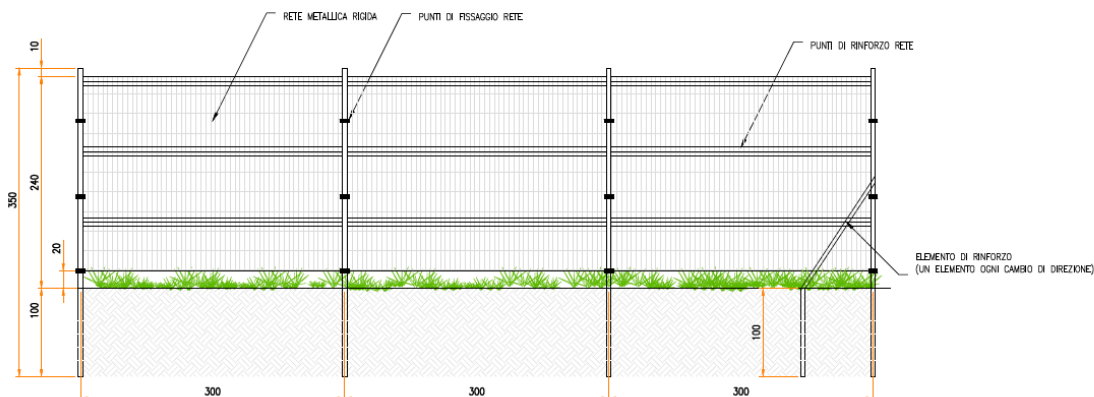 RETE METALLICA RIGIDA
PUNTI DI FISSAGGIO RETE
PUNTI DI RINFORZO RETE
10
350
240
20
ELEMENTO DI RINFORZO
(UN ELEMENTO OGNI CAMBIO DI DIREZIONE)
100
100
300
300
300